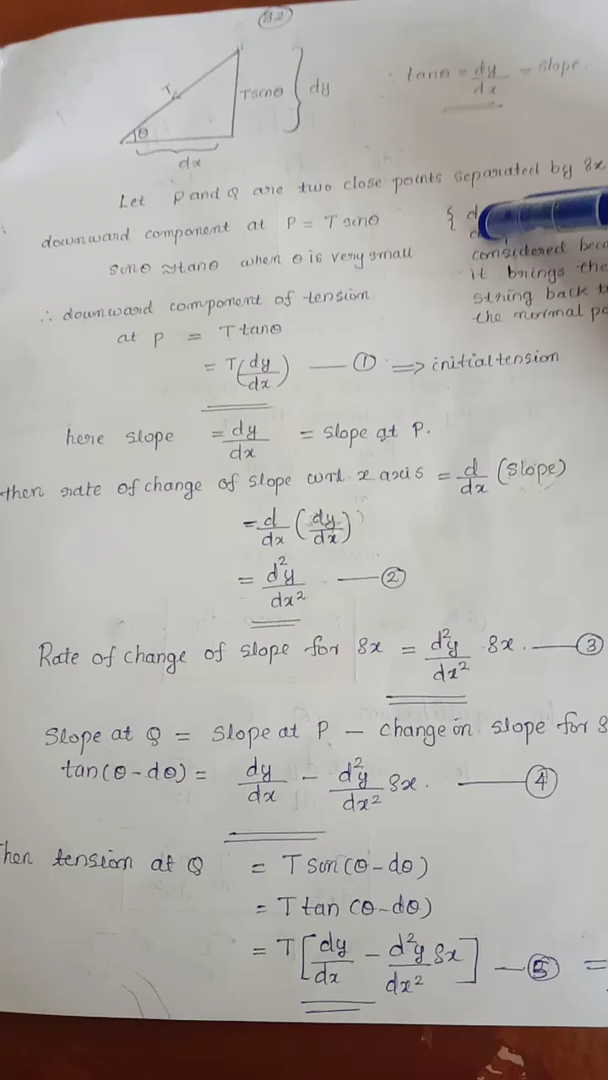 32
T
θ
T sinθ
dy
dx
∴ tanθ = dy/dx = slope.
Let P and Q are two close points separated by δx
downward component at P = T sinθ
sinθ ≈ tanθ when θ is very small
considered
it brings the
string back
the normal
∴ downward component of tension
at P = T tanθ
= T(dy/dx) — ① ⇒ initial tension
here slope = dy/dx = slope at P.
then rate of change of slope wrt x axis = d/dx (slope)
= d/dx (dy/dx)
= d²y/dx² — ②
Rate of change of slope for δx = d²y/dx² · δx. — ③
Slope at Q = Slope at P − change in slope for
tan(θ-dθ) = dy/dx − d²y/dx² δx. — ④
tension at Q = T sin(θ-dθ)
= T tan(θ-dθ)
= T[dy/dx − d²y/dx² δx] — ⑤ =